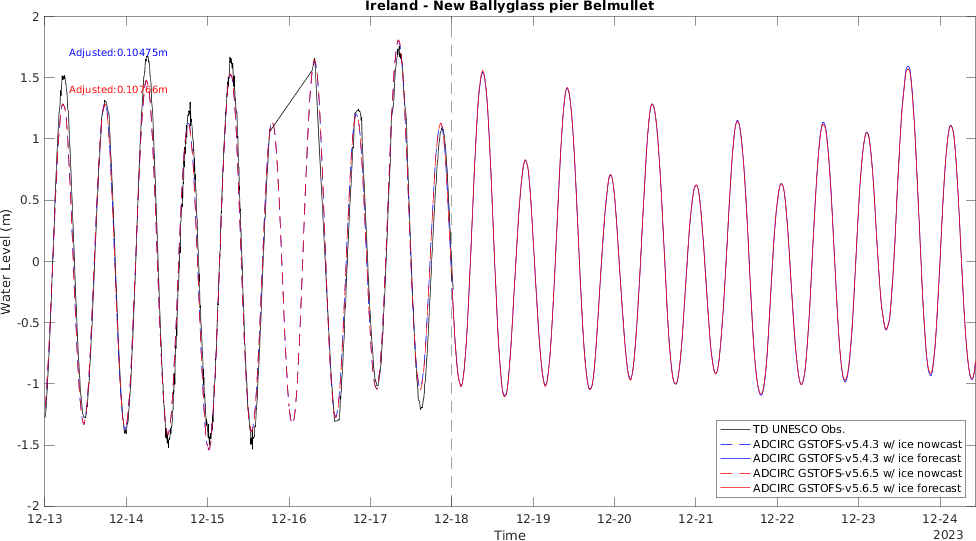 Ireland - New Ballyglass pier Belmullet
Adjusted:0.10475m
Adjusted:0.10766m
Water Level (m)
2
1.5
1
0.5
0
-0.5
-1
-1.5
-2
TD UNESCO Obs.
ADCIRC GSTOFS-v5.4.3 w/ ice nowcast
ADCIRC GSTOFS-v5.4.3 w/ ice forecast
ADCIRC GSTOFS-v5.6.5 w/ ice nowcast
ADCIRC GSTOFS-v5.6.5 w/ ice forecast
12-13 12-14 12-15 12-16 12-17 12-18 12-19 12-20 12-21 12-22 12-23 12-24
Time
2023